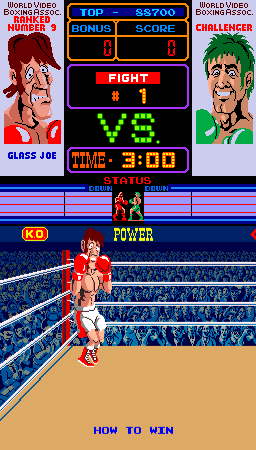 WORLD VIDEO
BOXING ASSOC.
RANKED
NUMBER 9
GLASS JOE
TOP - 88700
BONUS SCORE
0 0
FIGHT
# 1
VS.
TIME- 3:00
WORLD VIDEO
BOXING ASSOC.
CHALLENGER
STATUS
DOWN DOWN
KO POWER
HOW TO WIN